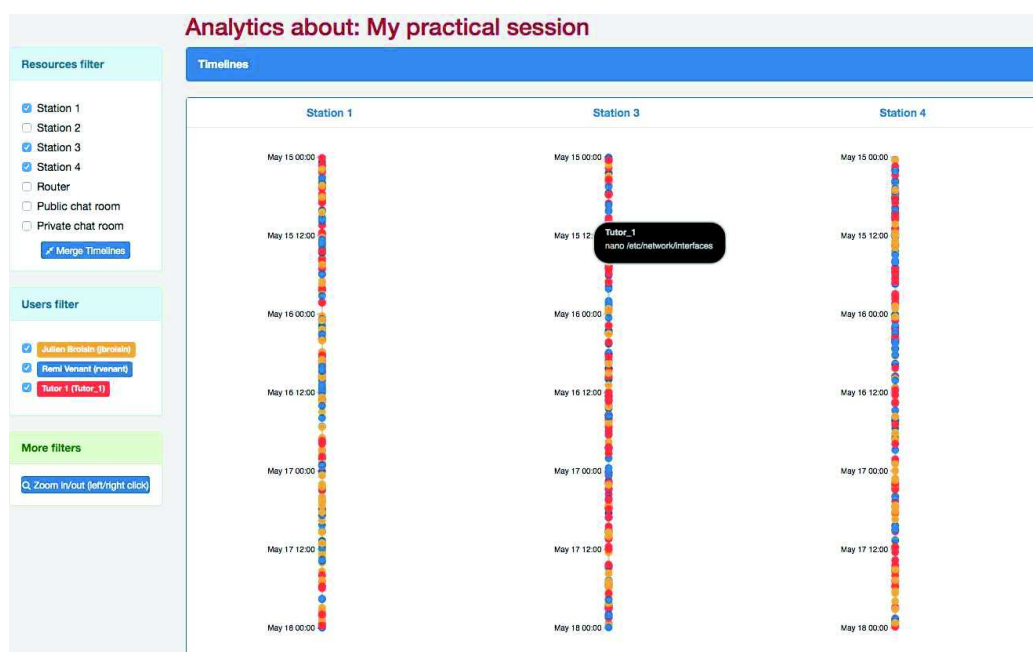 Analytics about: My practical session
Resources filter
Station 1
Station 2
Station 3
Station 4
Router
Public chat room
Private chat room
Merge Timelines
Users filter
Julien Broisin (jbroisin)
Remi Venant (rvenant)
Tutor 1 (Tutor_1)
More filters
Zoom in/out (left/right click)
Timelines
Station 1
May 15 00:00
May 15 12:00
May 16 00:00
May 16 12:00
May 17 00:00
May 17 12:00
May 18 00:00
Station 3
May 15 00:00
May 15 12:
Tutor_1
nano /etc/network/interfaces
May 16 00:00
May 16 12:00
May 17 00:00
May 17 12:00
May 18 00:00
Station 4
May 15 00:00
May 15 12:00
May 16 00:00
May 16 12:00
May 17 00:00
May 17 12:00
May 18 00:00